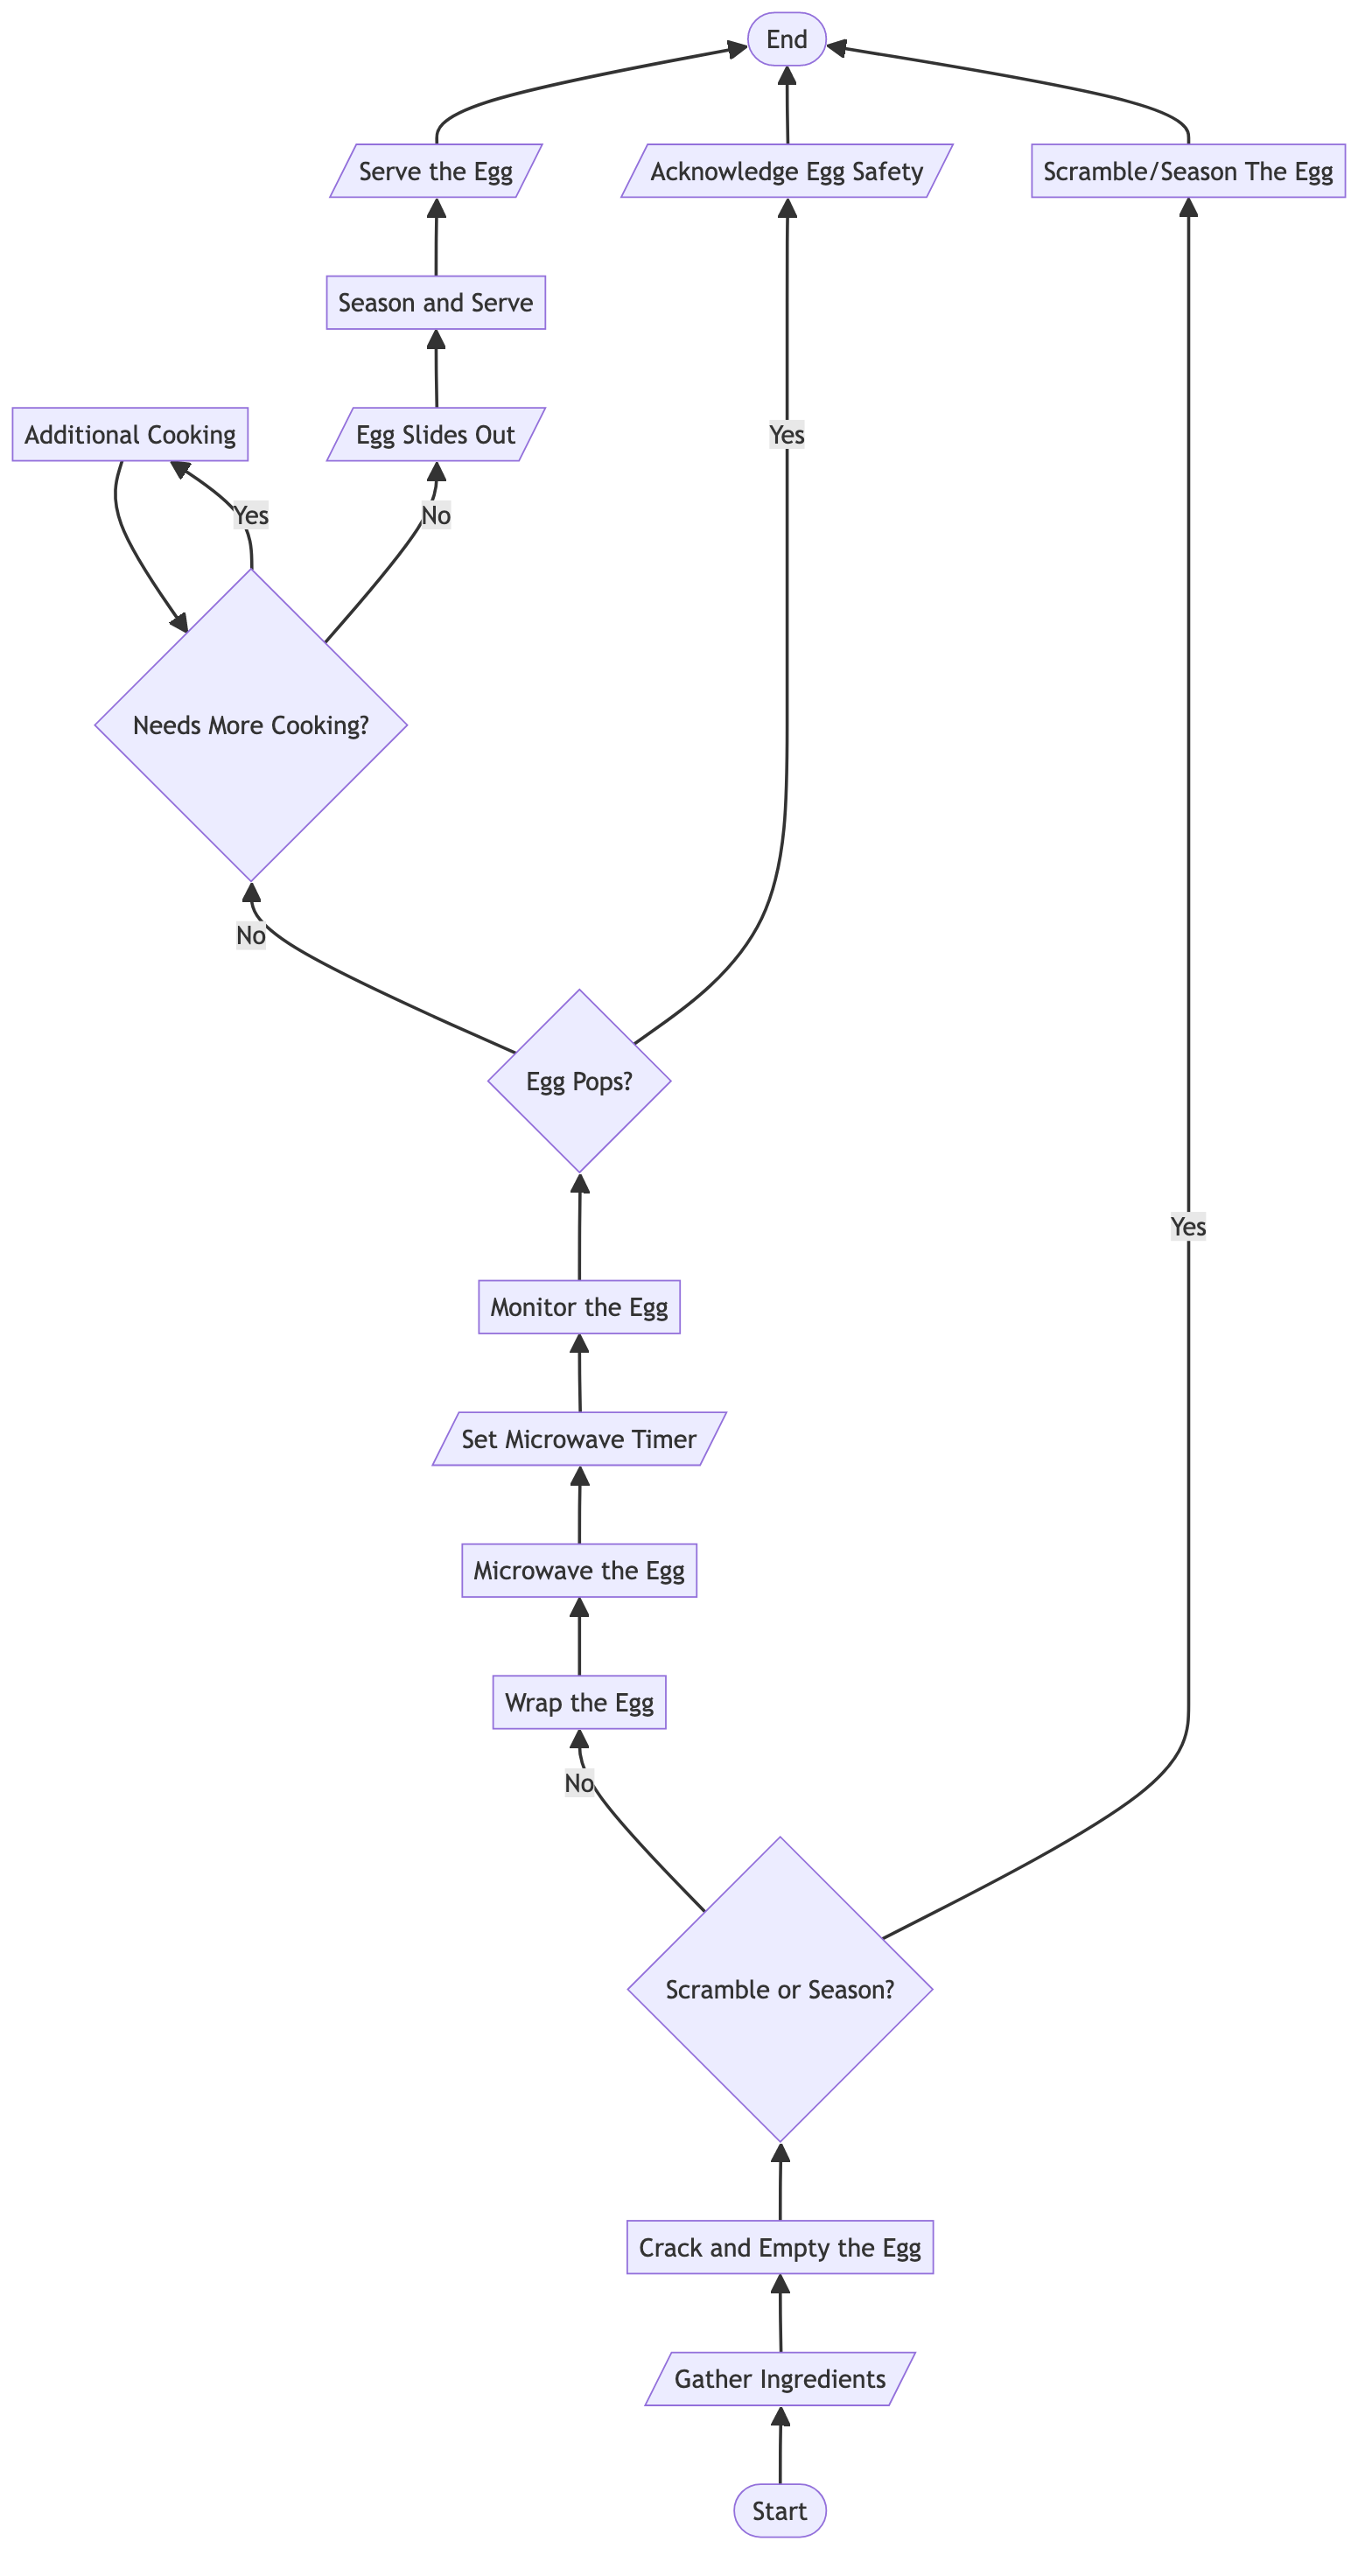 End
Serve the Egg
Acknowledge Egg Safety
Scramble/Season The Egg
Season and Serve
Additional Cooking
Egg Slides Out
Yes
Yes
No
Needs More Cooking?
No
Egg Pops?
Yes
Monitor the Egg
Set Microwave Timer
Microwave the Egg
Wrap the Egg
No
Scramble or Season?
Crack and Empty the Egg
Gather Ingredients
Start